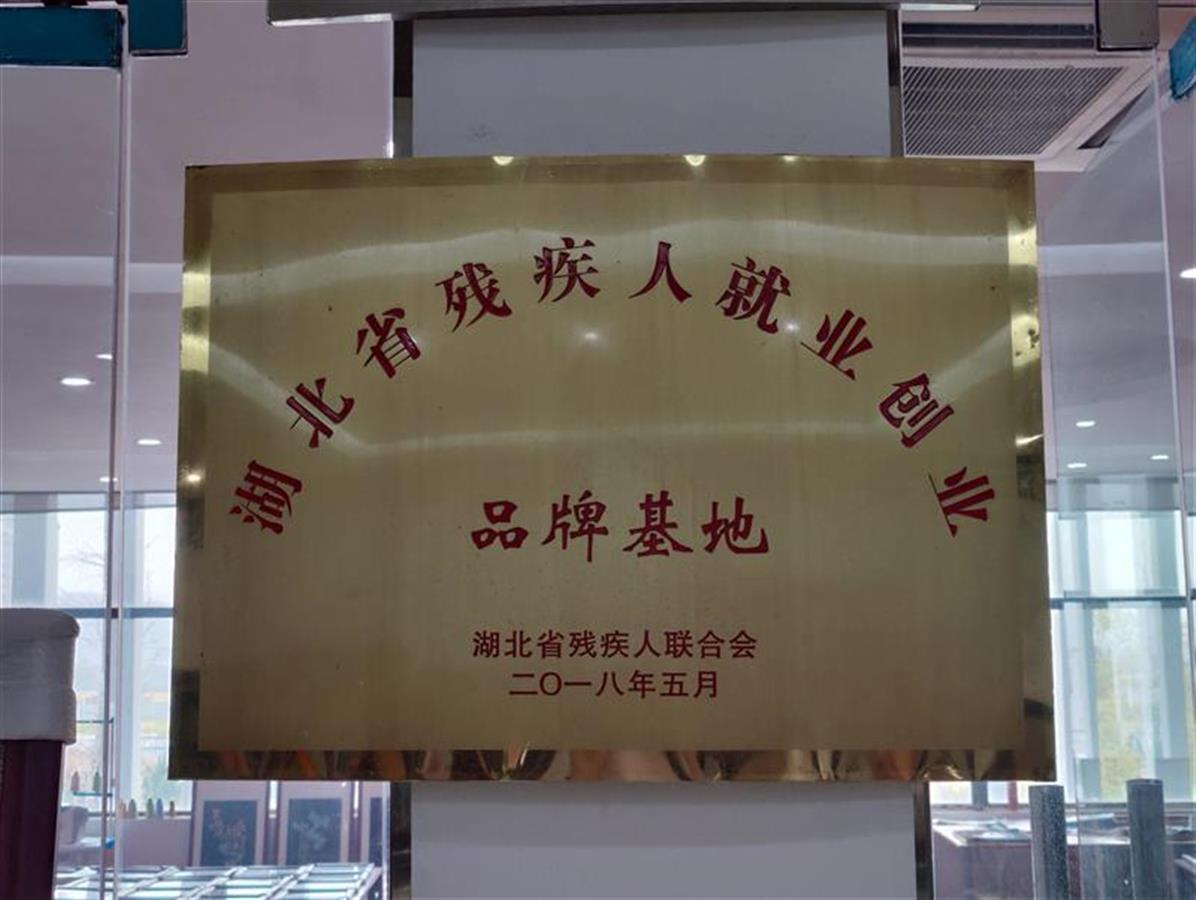 湖北省残疾人就业创业
品牌基地
湖北省残疾人联合会
二〇一八年五月